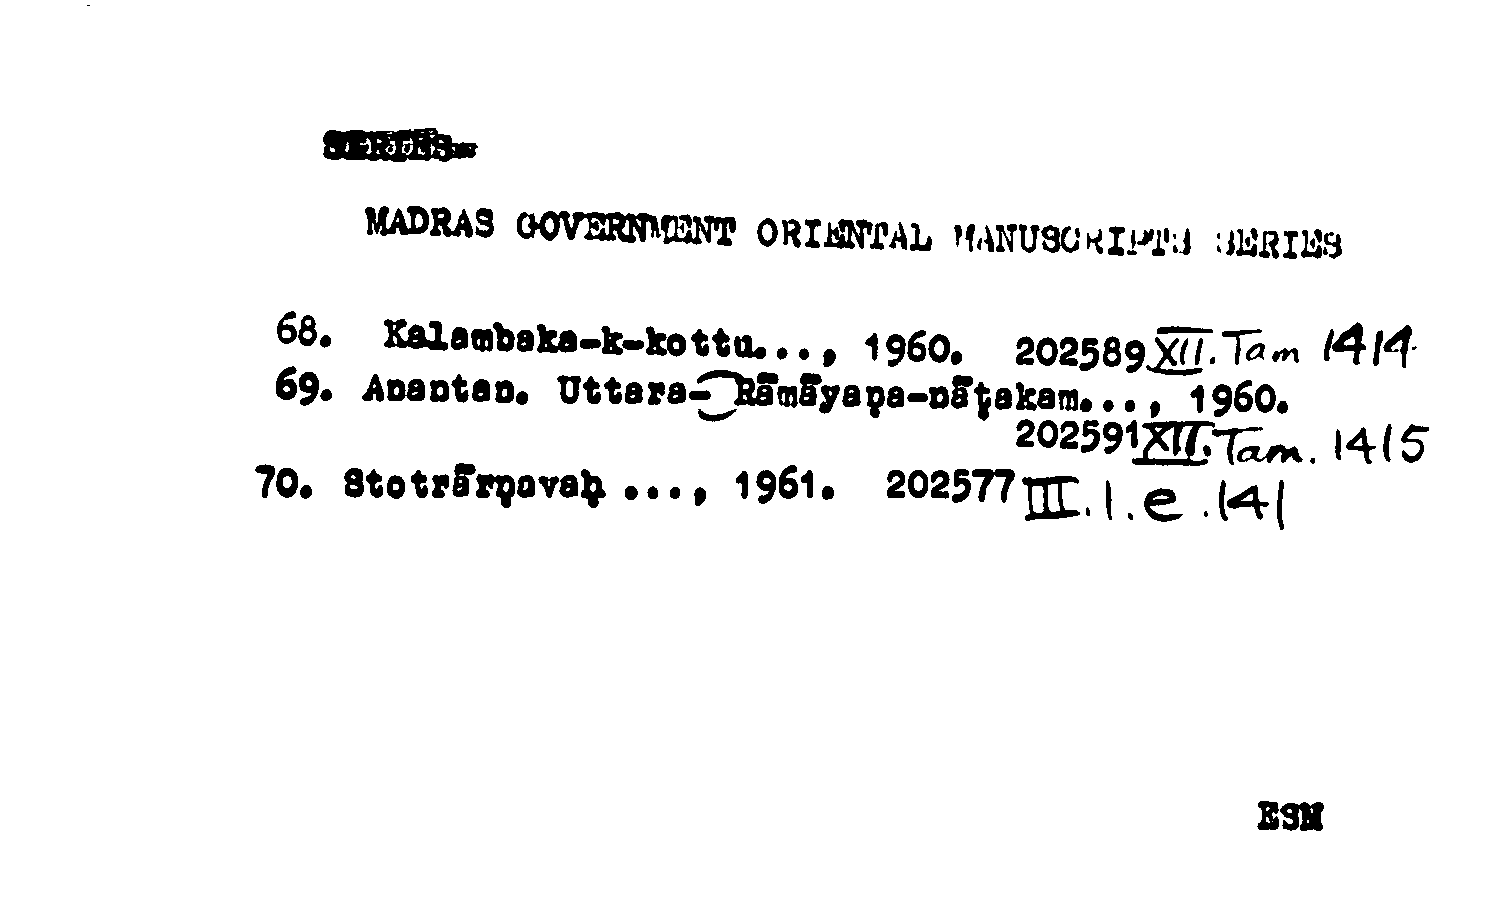 SERIES
MADRAS GOVERNMENT ORIENTAL MANUSCRIPTS SERIES
68. Kalambaka-k-kottu..., 1960. 202589 XII. Tam 1414
69. Anantan. Uttara-Rāmāyaṇa-nāṭakam..., 1960.
202591 XII. Tam. 1415
70. Stotrārṇavaḥ ..., 1961. 202577 III. 1. e. 141
ESM